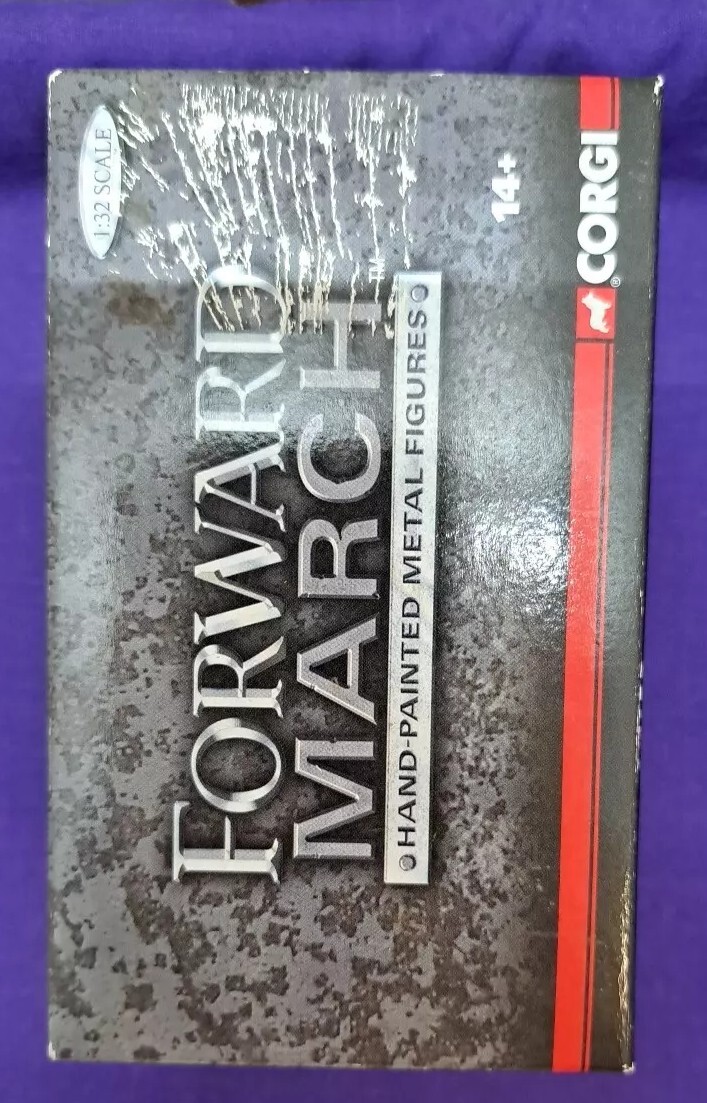 1:32 SCALE
FORWARD
MARCH™
HAND-PAINTED METAL FIGURES
14+
®CORGI